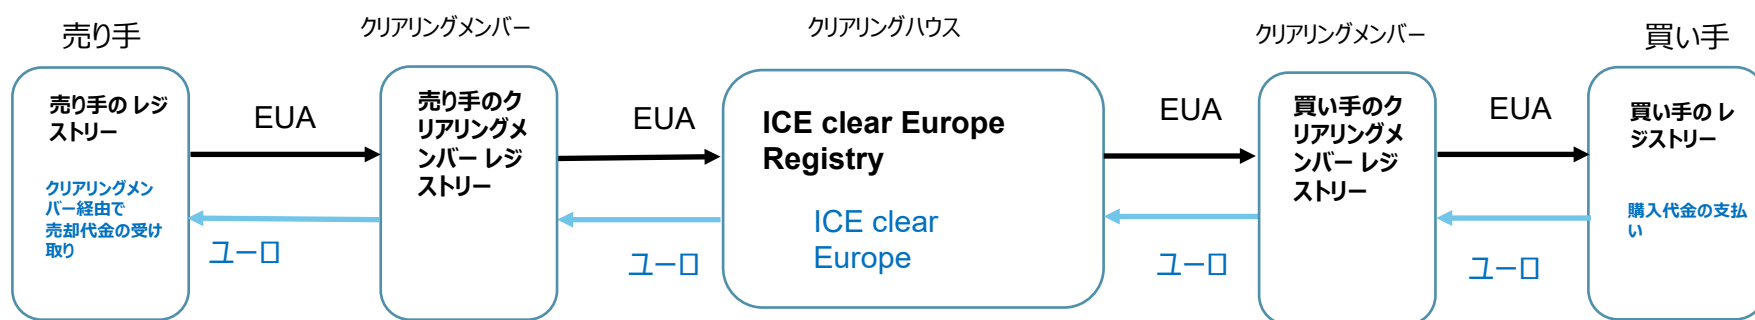 売り手
クリアリングメンバー
クリアリングハウス
クリアリングメンバー
買い手
売り手の レジ
ストリー
クリアリングメン
バー経由で
売却代金の受け
取り
EUA
ユーロ
売り手のク
リアリングメ
ンバー レジ
ストリー
EUA
ユーロ
ICE clear Europe
Registry
ICE clear
Europe
EUA
ユーロ
買い手のク
リアリングメ
ンバー レジ
ストリー
EUA
ユーロ
買い手の レ
ジストリー
購入代金の支払
い